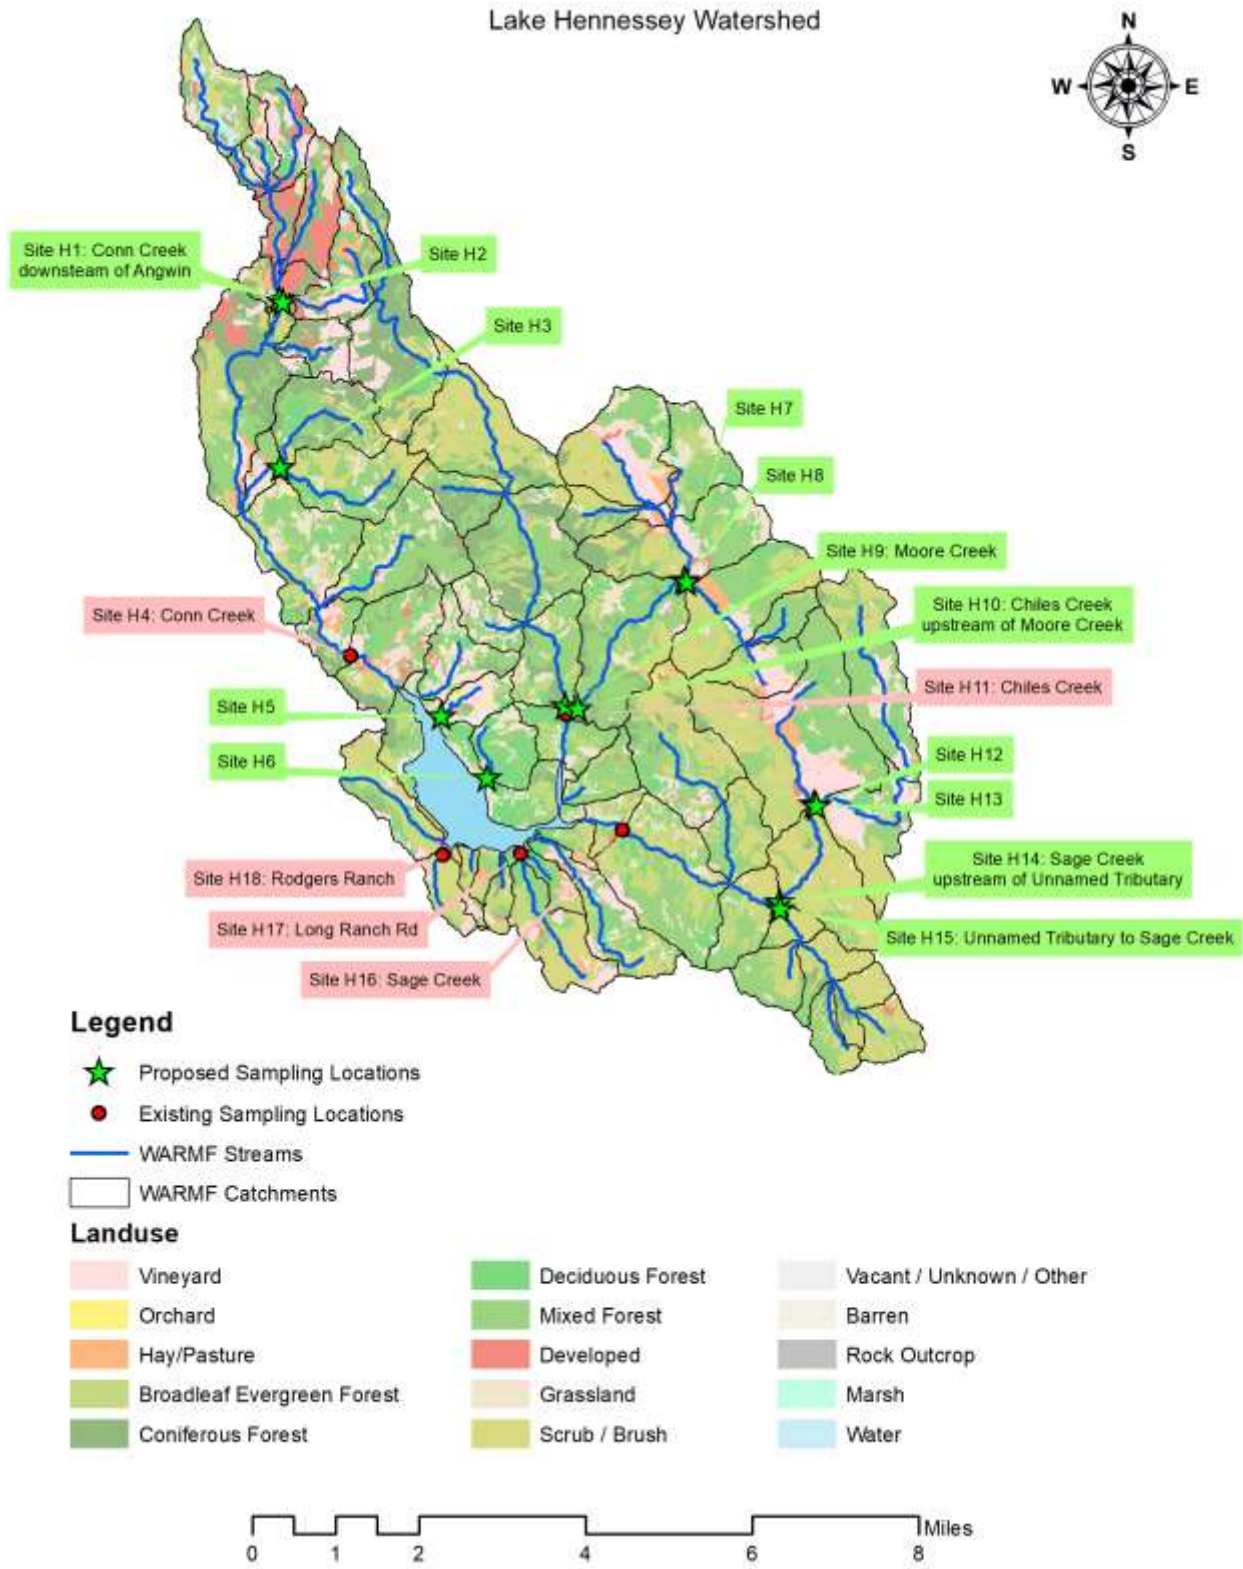 Lake Hennessey Watershed
N
W
E
S
Site H1: Conn Creek
downsteam of Angwin
Site H2
Site H3
Site H7
Site H8
Site H9: Moore Creek
Site H10: Chiles Creek
upstream of Moore Creek
Site H4: Conn Creek
Site H11: Chiles Creek
Site H5
Site H6
Site H12
Site H13
Site H14: Sage Creek
upstream of Unnamed Tributary
Site H18: Rodgers Ranch
Site H17: Long Ranch Rd
Site H15: Unnamed Tributary to Sage Creek
Site H16: Sage Creek
Legend
Proposed Sampling Locations
Existing Sampling Locations
WARMF Streams
WARMF Catchments
Landuse
Vineyard
Orchard
Hay/Pasture
Broadleaf Evergreen Forest
Coniferous Forest
Deciduous Forest
Mixed Forest
Developed
Grassland
Scrub / Brush
Vacant / Unknown / Other
Barren
Rock Outcrop
Marsh
Water
Miles
0 1 2 4 6 8